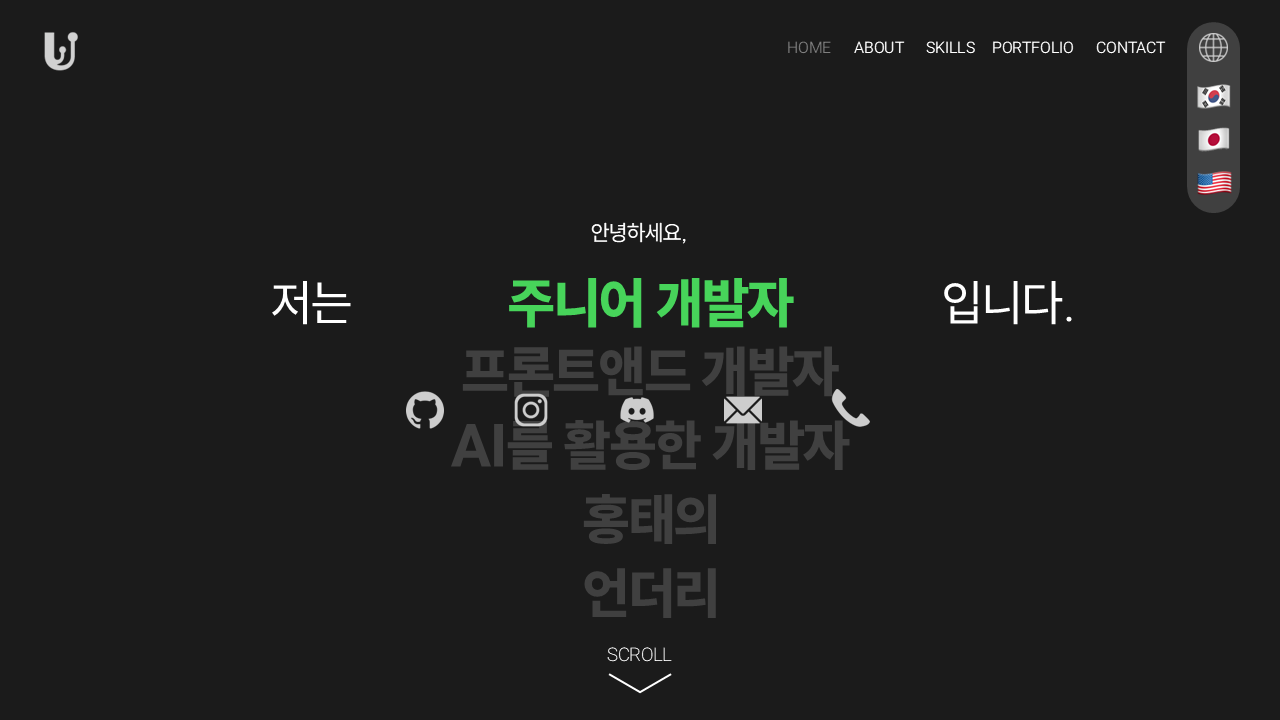 HOME ABOUT SKILLS PORTFOLIO CONTACT
안녕하세요,
저는 주니어 개발자 입니다.
프론트앤드 개발자
AI를 활용한 개발자
홍태의
언더리
SCROLL